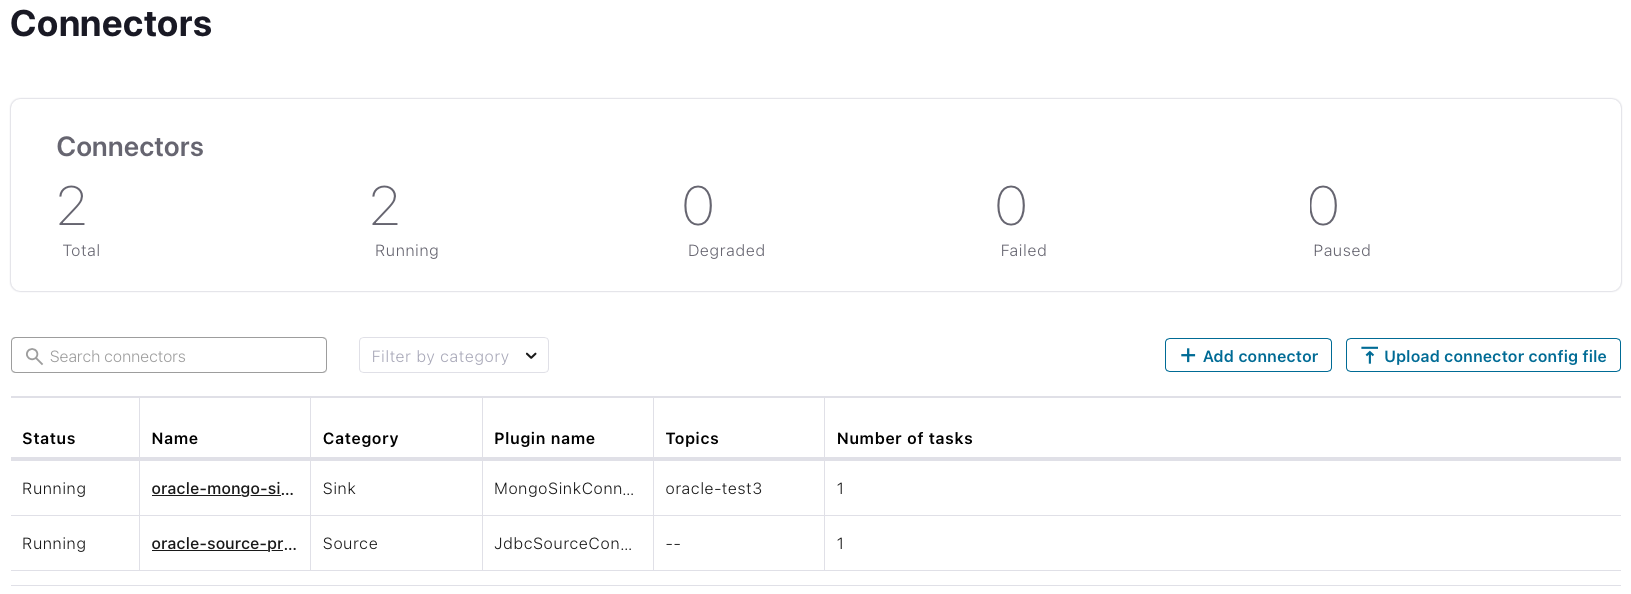 Connectors
Connectors
2 2 0 0 0
Total Running Degraded Failed Paused
Search connectors Filter by category + Add connector Upload connector config file
Status Name Category Plugin name Topics Number of tasks
Running oracle-mongo-si... Sink MongoSinkConn... oracle-test3 1
Running oracle-source-pr... Source JdbcSourceCon... -- 1